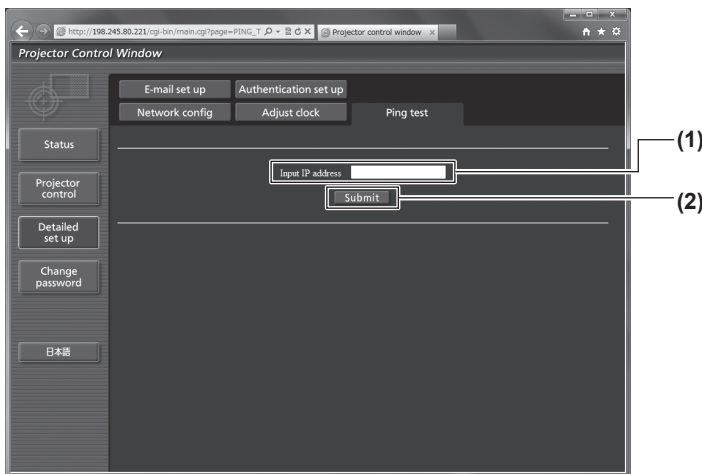 http://198.245.80.221/cgi-bin/main.cgi?page=PING_T
Projector control window
Projector Control Window
E-mail set up
Authentication set up
Network config
Adjust clock
Ping test
Status
Projector
control
Detailed
set up
Change
password
日本語
Input IP address
Submit
(1)
(2)